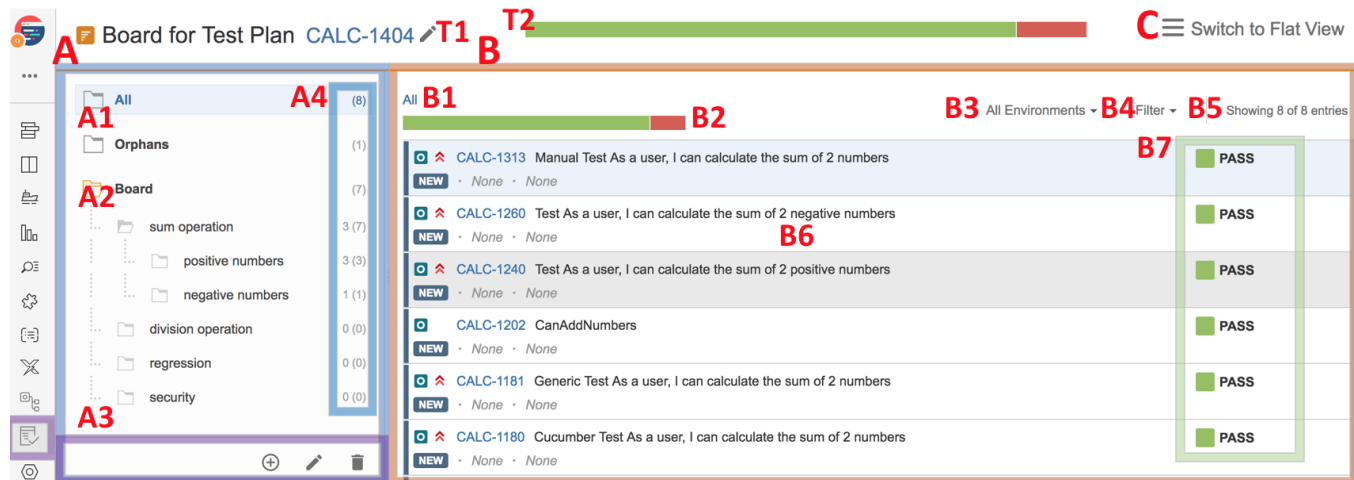 Board for Test Plan CALC-1404 T1
T2
C Switch to Flat View
A
B
All A4 (8)
A1
Orphans (1)
A2 Board (7)
sum operation 3 (7)
positive numbers 3 (3)
negative numbers 1 (1)
division operation 0 (0)
regression 0 (0)
security 0 (0)
A3
All B1
B2
B3 All Environments B4 Filter B5 Showing 8 of 8 entries
B7
CALC-1313 Manual Test As a user, I can calculate the sum of 2 numbers PASS
NEW · None · None
CALC-1260 Test As a user, I can calculate the sum of 2 negative numbers PASS
NEW · None · None
B6
CALC-1240 Test As a user, I can calculate the sum of 2 positive numbers PASS
NEW · None · None
CALC-1202 CanAddNumbers PASS
NEW · None · None
CALC-1181 Generic Test As a user, I can calculate the sum of 2 numbers PASS
NEW · None · None
CALC-1180 Cucumber Test As a user, I can calculate the sum of 2 numbers PASS
NEW · None · None